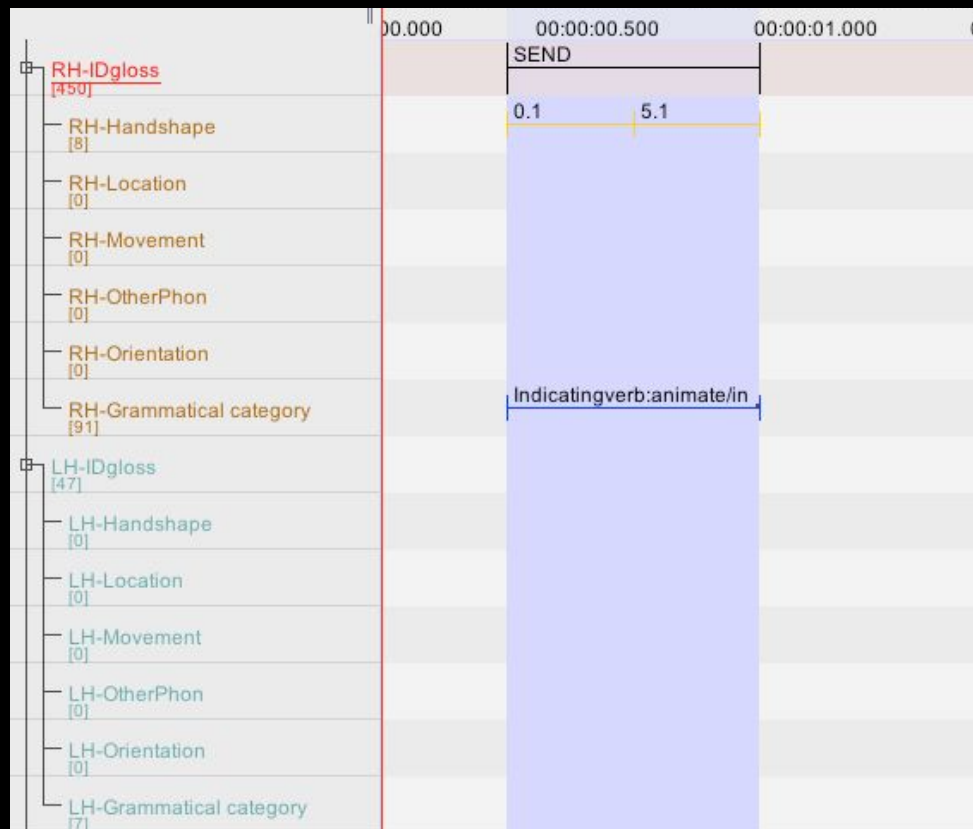 00.000 00:00:00.500 00:00:01.000
SEND
RH-IDgloss
[450]
0.1 5.1
RH-Handshape
[8]
RH-Location
[0]
RH-Movement
[0]
RH-OtherPhon
[0]
RH-Orientation
[0]
Indicatingverb:animate/in
RH-Grammatical category
[91]
LH-IDgloss
[47]
LH-Handshape
[0]
LH-Location
[0]
LH-Movement
[0]
LH-OtherPhon
[0]
LH-Orientation
[0]
LH-Grammatical category
[7]